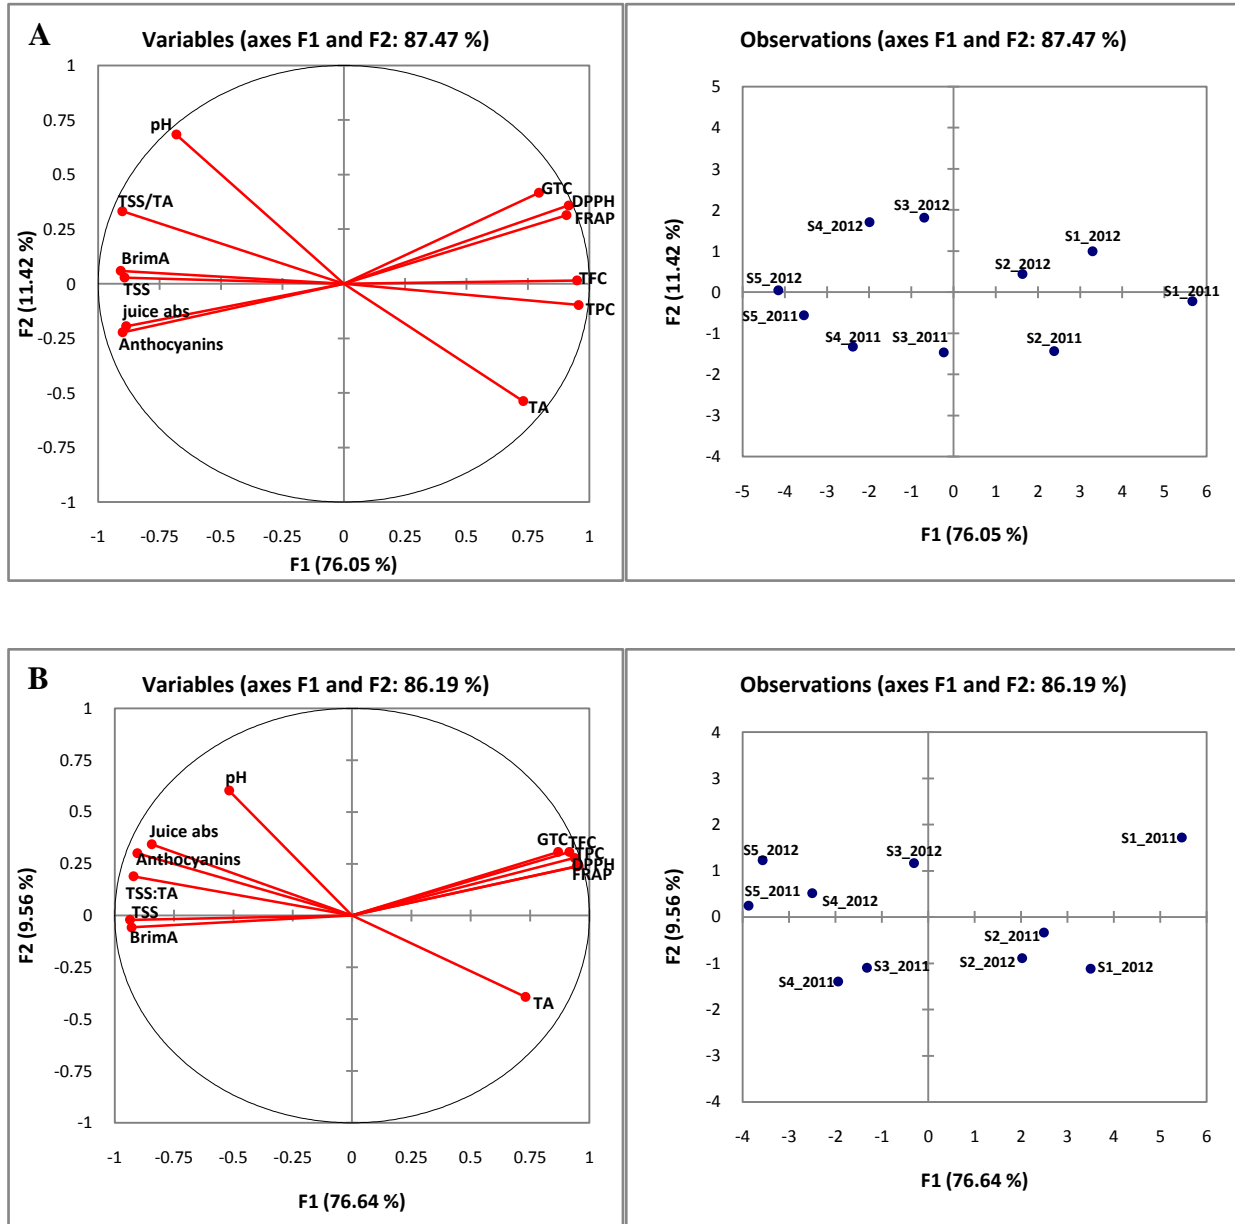 A
Variables (axes F1 and F2: 87.47 %)
1
0.75
0.5
0.25
0
-0.25
-0.5
-0.75
-1
F2 (11.42 %)
pH
TSS/TA
BrimA
TSS
juice abs
Anthocyanins
GTC
DPPH
FRAP
TFC
TPC
TA
-1 -0.75 -0.5 -0.25 0 0.25 0.5 0.75 1
F1 (76.05 %)
Observations (axes F1 and F2: 87.47 %)
5
4
3
2
1
0
-1
-2
-3
-4
F2 (11.42 %)
S3_2012
S4_2012
S1_2012
S2_2012
S5_2012
S1_2011
S5_2011
S4_2011
S3_2011
S2_2011
-5 -4 -3 -2 -1 0 1 2 3 4 5 6
F1 (76.05 %)
B
Variables (axes F1 and F2: 86.19 %)
1
0.75
0.5
0.25
0
-0.25
-0.5
-0.75
-1
F2 (9.56 %)
pH
Juice abs
Anthocyanins
TSS:TA
TSS
BrimA
GTC
TFC
TPC
DPPH
FRAP
TA
-1 -0.75 -0.5 -0.25 0 0.25 0.5 0.75 1
F1 (76.64 %)
Observations (axes F1 and F2: 86.19 %)
4
3
2
1
0
-1
-2
-3
-4
F2 (9.56 %)
S1_2011
S5_2012
S3_2012
S5_2011
S4_2012
S2_2011
S2_2012
S1_2012
S3_2011
S4_2011
-4 -3 -2 -1 0 1 2 3 4 5 6
F1 (76.64 %)